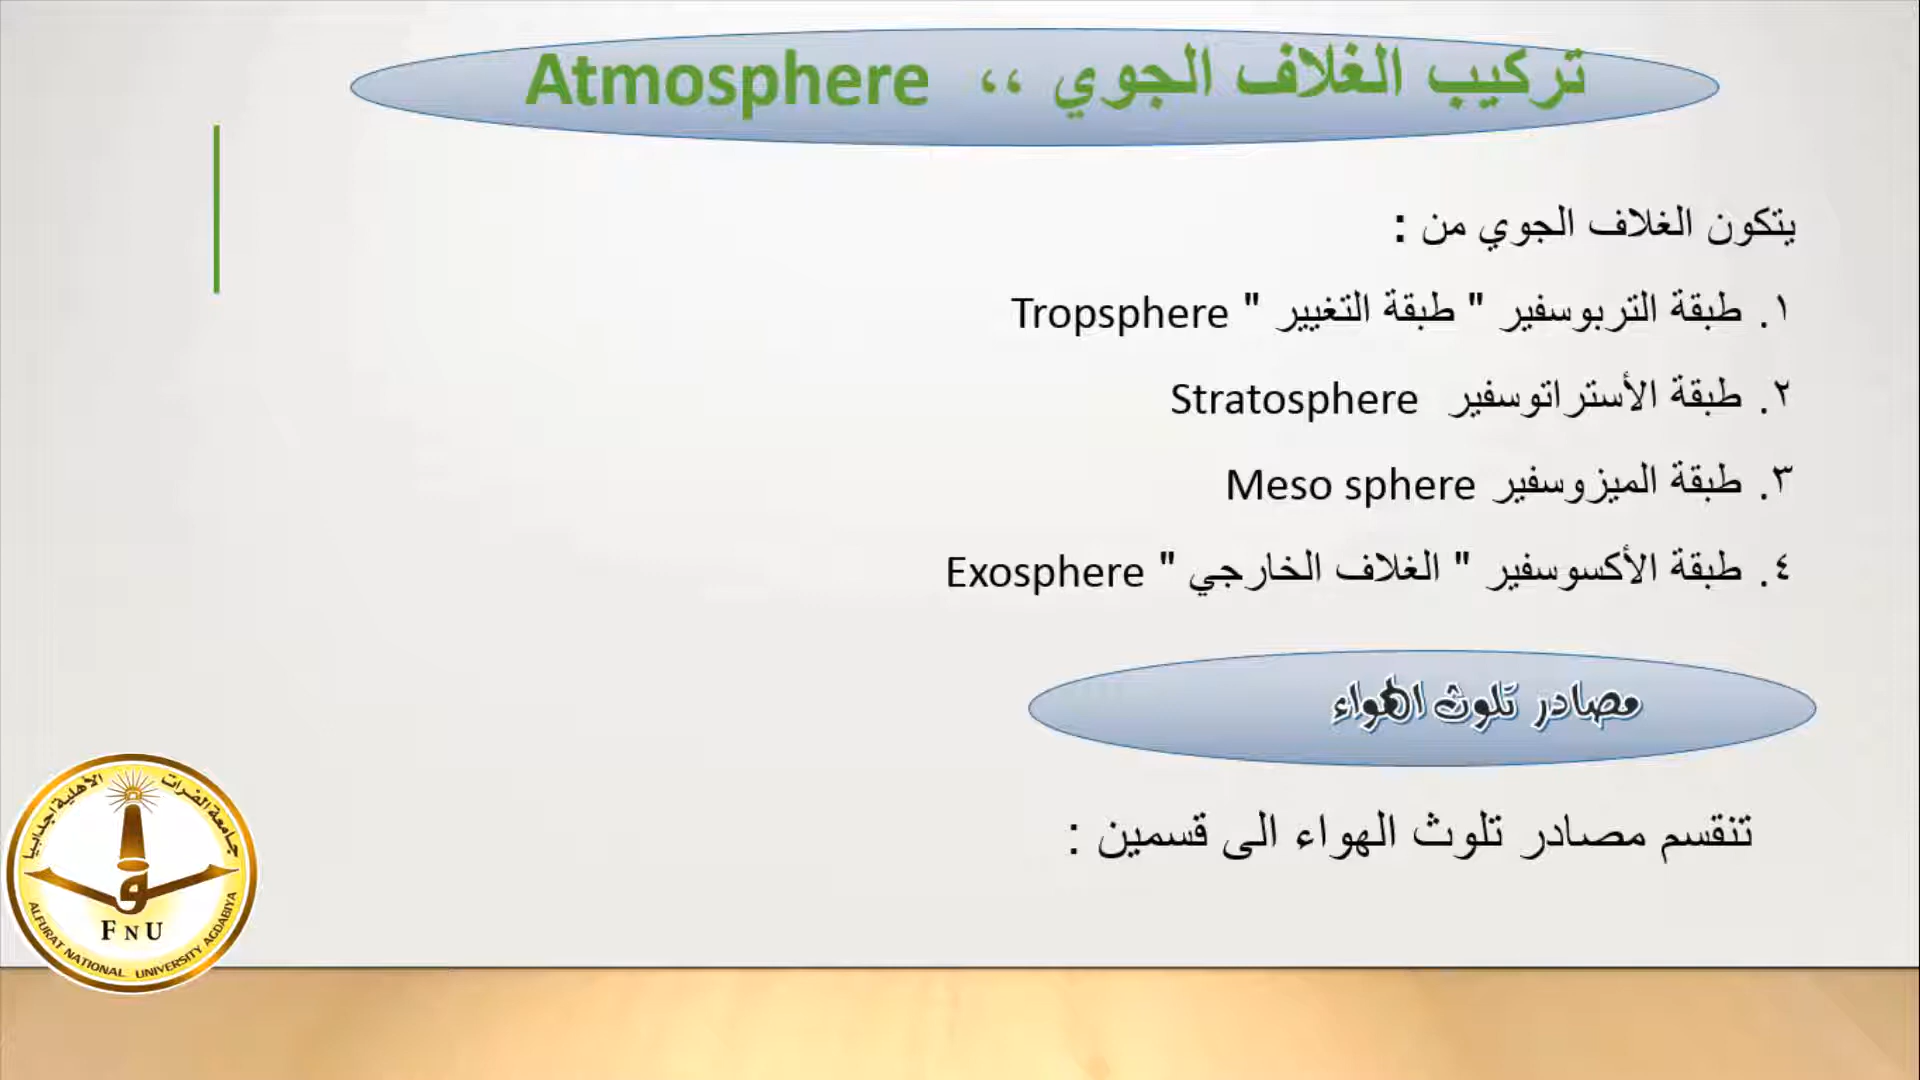 تركيب الغلاف الجوي ،، Atmosphere
يتكون الغلاف الجوي من :
١. طبقة التربوسفير " طبقة التغيير " Tropsphere
٢. طبقة الأستراتوسفير Stratosphere
٣. طبقة الميزوسفير Meso sphere
٤. طبقة الأكسوسفير " الغلاف الخارجي " Exosphere
مصادر تلوث الهواء
تنقسم مصادر تلوث الهواء الى قسمين :
جامعة الفرات الأهلية اجدابيا
FNU
ALFURAT NATIONAL UNIVERSITY AGDABIYA